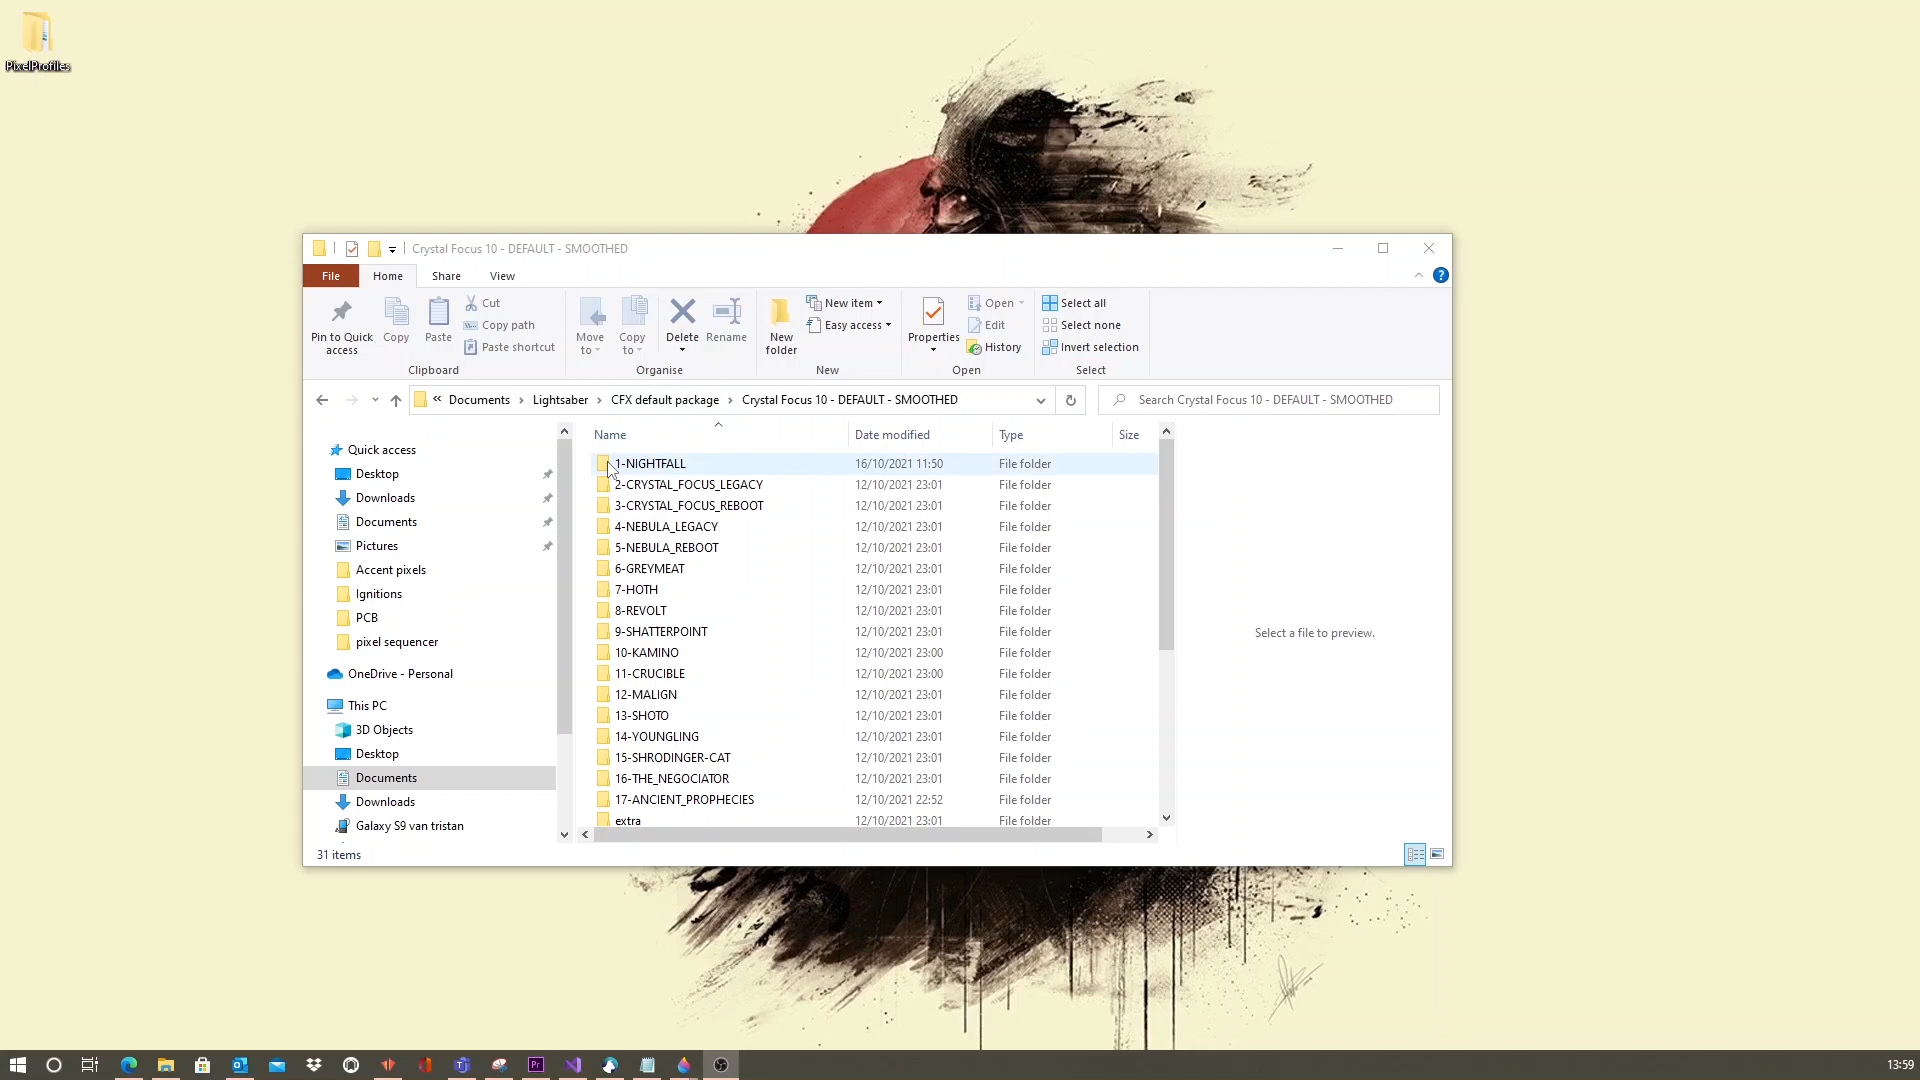 PixelProfiles
Crystal Focus 10 - DEFAULT - SMOOTHED
File Home Share View
Pin to Quick access
Copy
Paste
Cut
Copy path
Paste shortcut
Clipboard
Move to
Copy to
Delete
Rename
Organise
New folder
New item
Easy access
New
Properties
Open
Edit
History
Open
Select all
Select none
Invert selection
Select
« Documents › Lightsaber › CFX default package › Crystal Focus 10 - DEFAULT - SMOOTHED
Search Crystal Focus 10 - DEFAULT - SMOOTHED
Quick access
Desktop
Downloads
Documents
Pictures
Accent pixels
Ignitions
PCB
pixel sequencer
OneDrive - Personal
This PC
3D Objects
Desktop
Documents
Downloads
Galaxy S9 van tristan
Name Date modified Type Size
1-NIGHTFALL 16/10/2021 11:50 File folder
2-CRYSTAL_FOCUS_LEGACY 12/10/2021 23:01 File folder
3-CRYSTAL_FOCUS_REBOOT 12/10/2021 23:01 File folder
4-NEBULA_LEGACY 12/10/2021 23:01 File folder
5-NEBULA_REBOOT 12/10/2021 23:01 File folder
6-GREYMEAT 12/10/2021 23:01 File folder
7-HOTH 12/10/2021 23:01 File folder
8-REVOLT 12/10/2021 23:01 File folder
9-SHATTERPOINT 12/10/2021 23:01 File folder
10-KAMINO 12/10/2021 23:00 File folder
11-CRUCIBLE 12/10/2021 23:00 File folder
12-MALIGN 12/10/2021 23:01 File folder
13-SHOTO 12/10/2021 23:01 File folder
14-YOUNGLING 12/10/2021 23:01 File folder
15-SHRODINGER-CAT 12/10/2021 23:01 File folder
16-THE_NEGOCIATOR 12/10/2021 23:01 File folder
17-ANCIENT_PROPHECIES 12/10/2021 22:52 File folder
extra 12/10/2021 23:01 File folder
Select a file to preview.
31 items
Pr
13:59